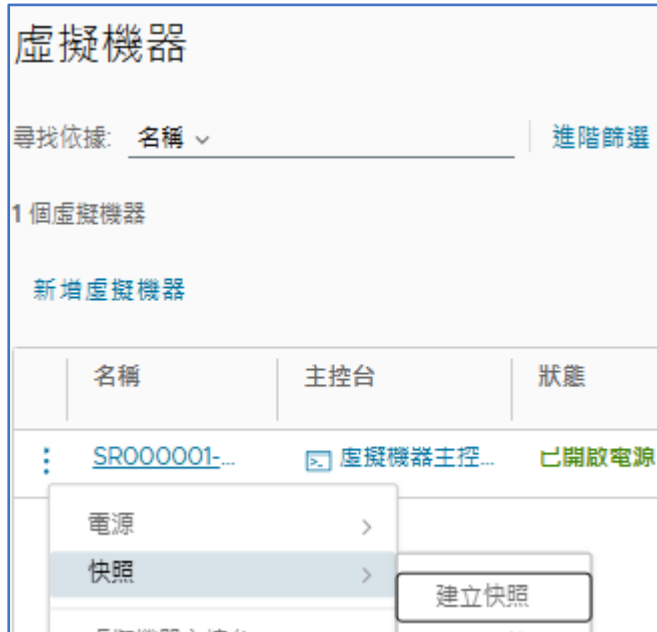 虛擬機器
尋找依據: 名稱 進階篩選
1 個虛擬機器
新增虛擬機器
名稱 主控台 狀態
SR000001-... 虛擬機器主控... 已開啟電源
電源
快照
建立快照